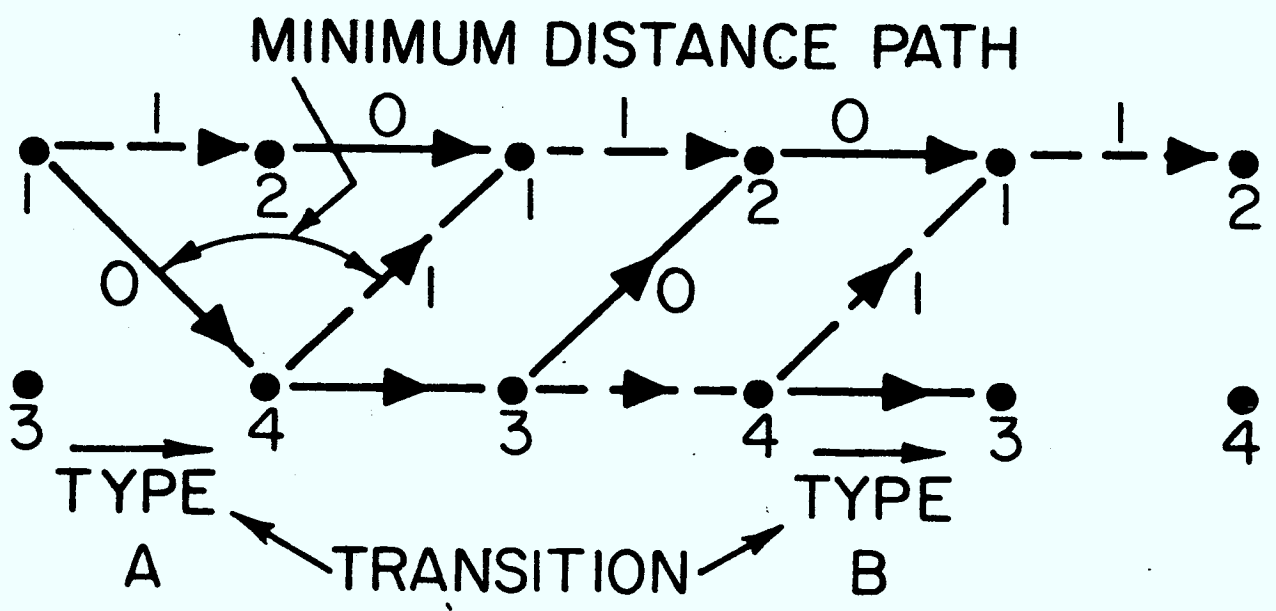 MINIMUM DISTANCE PATH
1 0 1 0 1
1 2 1 2 1 2
0 1 0 1
3 4 3 4 3 4
TYPE A
TRANSITION
TYPE B